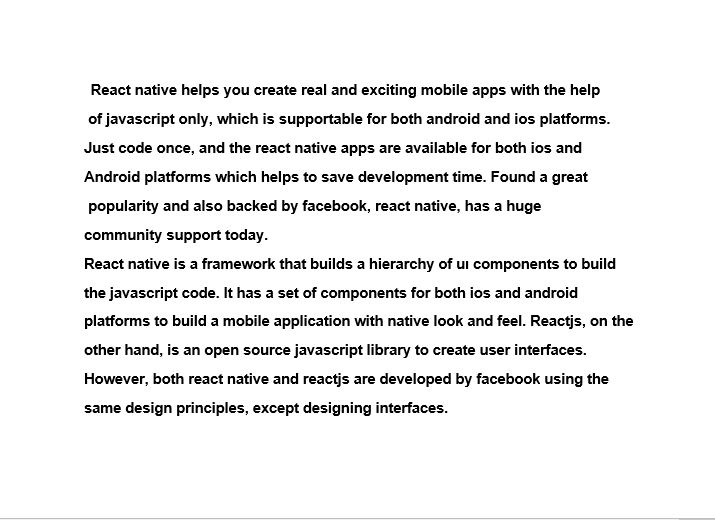 React native helps you create real and exciting mobile apps with the help
of javascript only, which is supportable for both android and ios platforms.
Just code once, and the react native apps are available for both ios and
Android platforms which helps to save development time. Found a great
popularity and also backed by facebook, react native, has a huge
community support today.
React native is a framework that builds a hierarchy of uı components to build
the javascript code. It has a set of components for both ios and android
platforms to build a mobile application with native look and feel. Reactjs, on the
other hand, is an open source javascript library to create user interfaces.
However, both react native and reactjs are developed by facebook using the
same design principles, except designing interfaces.